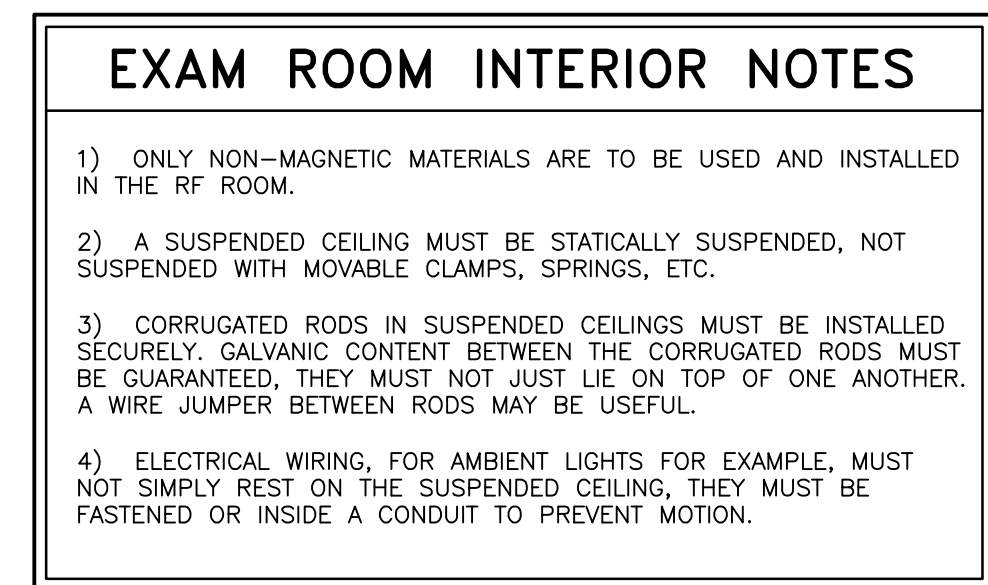 EXAM ROOM INTERIOR NOTES
1) ONLY NON-MAGNETIC MATERIALS ARE TO BE USED AND INSTALLED
IN THE RF ROOM.
2) A SUSPENDED CEILING MUST BE STATICALLY SUSPENDED, NOT
SUSPENDED WITH MOVABLE CLAMPS, SPRINGS, ETC.
3) CORRUGATED RODS IN SUSPENDED CEILINGS MUST BE INSTALLED
SECURELY. GALVANIC CONTENT BETWEEN THE CORRUGATED RODS MUST
BE GUARANTEED, THEY MUST NOT JUST LIE ON TOP OF ONE ANOTHER.
A WIRE JUMPER BETWEEN RODS MAY BE USEFUL.
4) ELECTRICAL WIRING, FOR AMBIENT LIGHTS FOR EXAMPLE, MUST
NOT SIMPLY REST ON THE SUSPENDED CEILING, THEY MUST BE
FASTENED OR INSIDE A CONDUIT TO PREVENT MOTION.